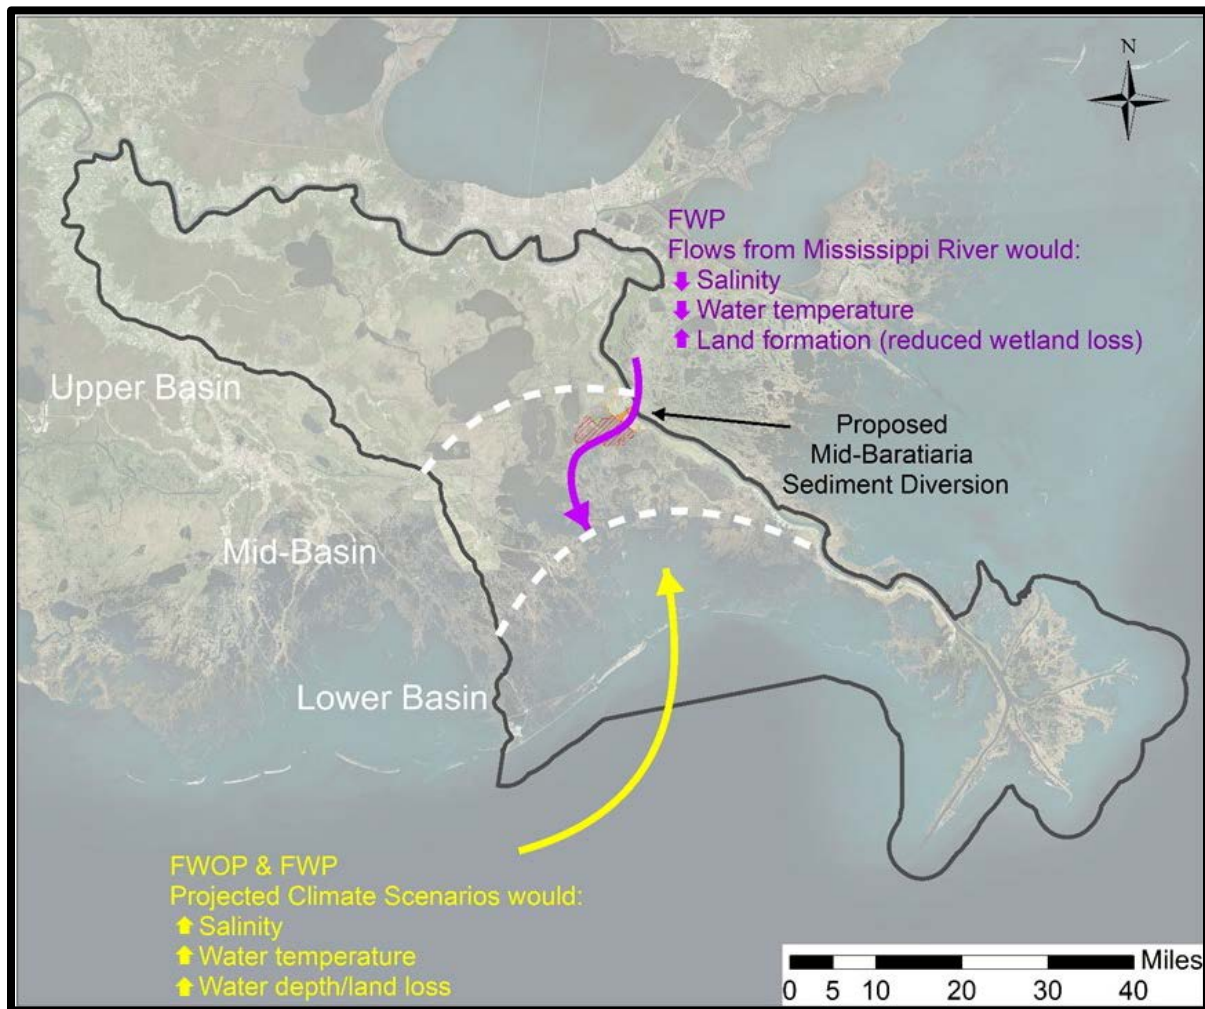 N
FWP
Flows from Mississippi River would:
⬇ Salinity
⬇ Water temperature
⬆ Land formation (reduced wetland loss)
Upper Basin
Proposed
Mid-Baratiaria
Sediment Diversion
Mid-Basin
Lower Basin
FWOP & FWP
Projected Climate Scenarios would:
⬆ Salinity
⬆ Water temperature
⬆ Water depth/land loss
Miles
0 5 10 20 30 40